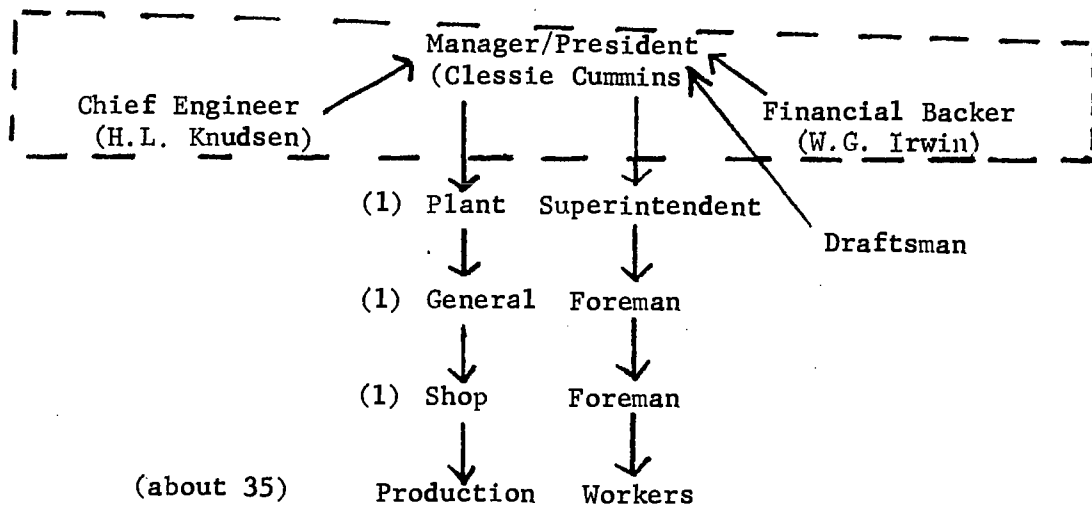 Manager/President
(Clessie Cummins)
Chief Engineer
(H.L. Knudsen)
Financial Backer
(W.G. Irwin)
(1) Plant Superintendent
Draftsman
(1) General Foreman
(1) Shop Foreman
(about 35) Production Workers